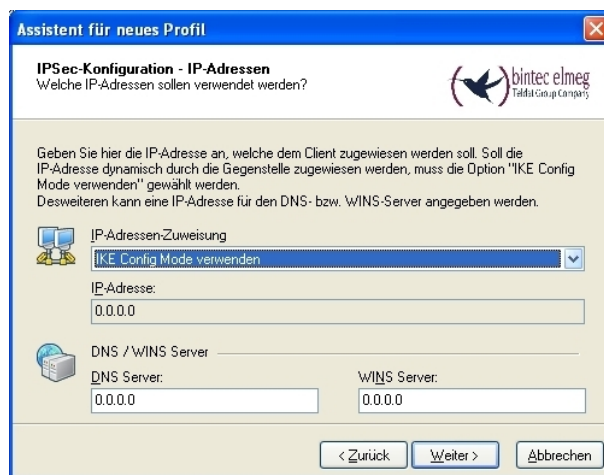 Assistent für neues Profil
IPSec-Konfiguration - IP-Adressen
Welche IP-Adressen sollen verwendet werden?
bintec elmeg
Teldat Group Company
Geben Sie hier die IP-Adresse an, welche dem Client zugewiesen werden soll. Soll die
IP-Adresse dynamisch durch die Gegenstelle zugewiesen werden, muss die Option "IKE Config
Mode verwenden" gewählt werden.
Desweiteren kann eine IP-Adresse für den DNS- bzw. WINS-Server angegeben werden.
IP-Adressen-Zuweisung
IKE Config Mode verwenden
IP-Adresse:
0.0.0.0
DNS / WINS Server
DNS Server: WINS Server:
0.0.0.0 0.0.0.0
< Zurück Weiter > Abbrechen